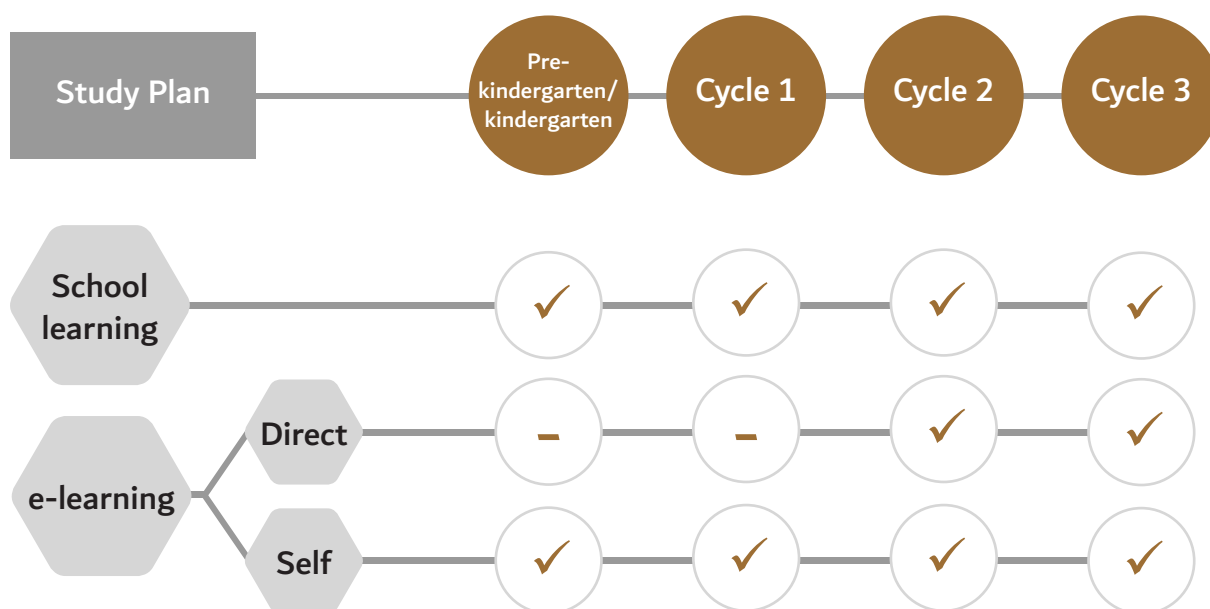 Study Plan
Pre-
kindergarten/
kindergarten
Cycle 1
Cycle 2
Cycle 3
School
learning
✓ ✓ ✓ ✓
e-learning
Direct
- - ✓ ✓
Self
✓ ✓ ✓ ✓